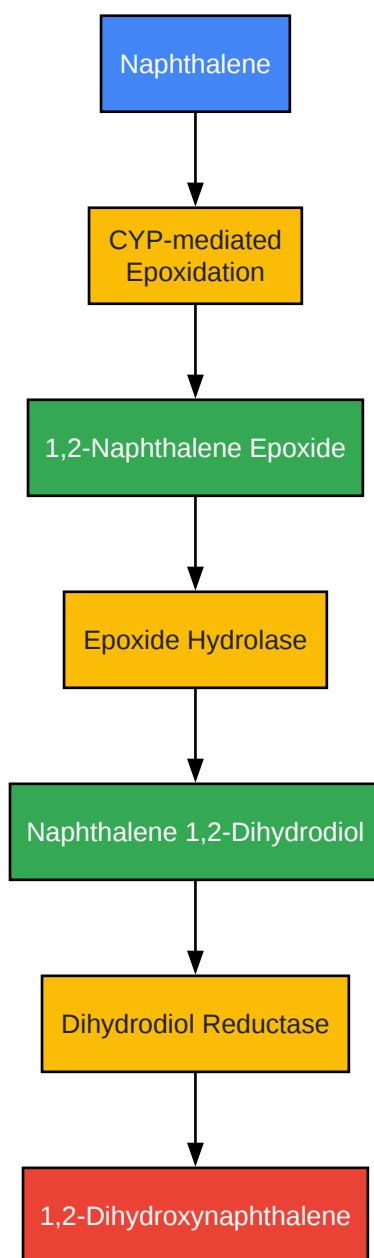 Naphthalene
CYP-mediated
Epoxidation
1,2-Naphthalene Epoxide
Epoxide Hydrolase
Naphthalene 1,2-Dihydrodiol
Dihydrodiol Reductase
1,2-Dihydroxynaphthalene